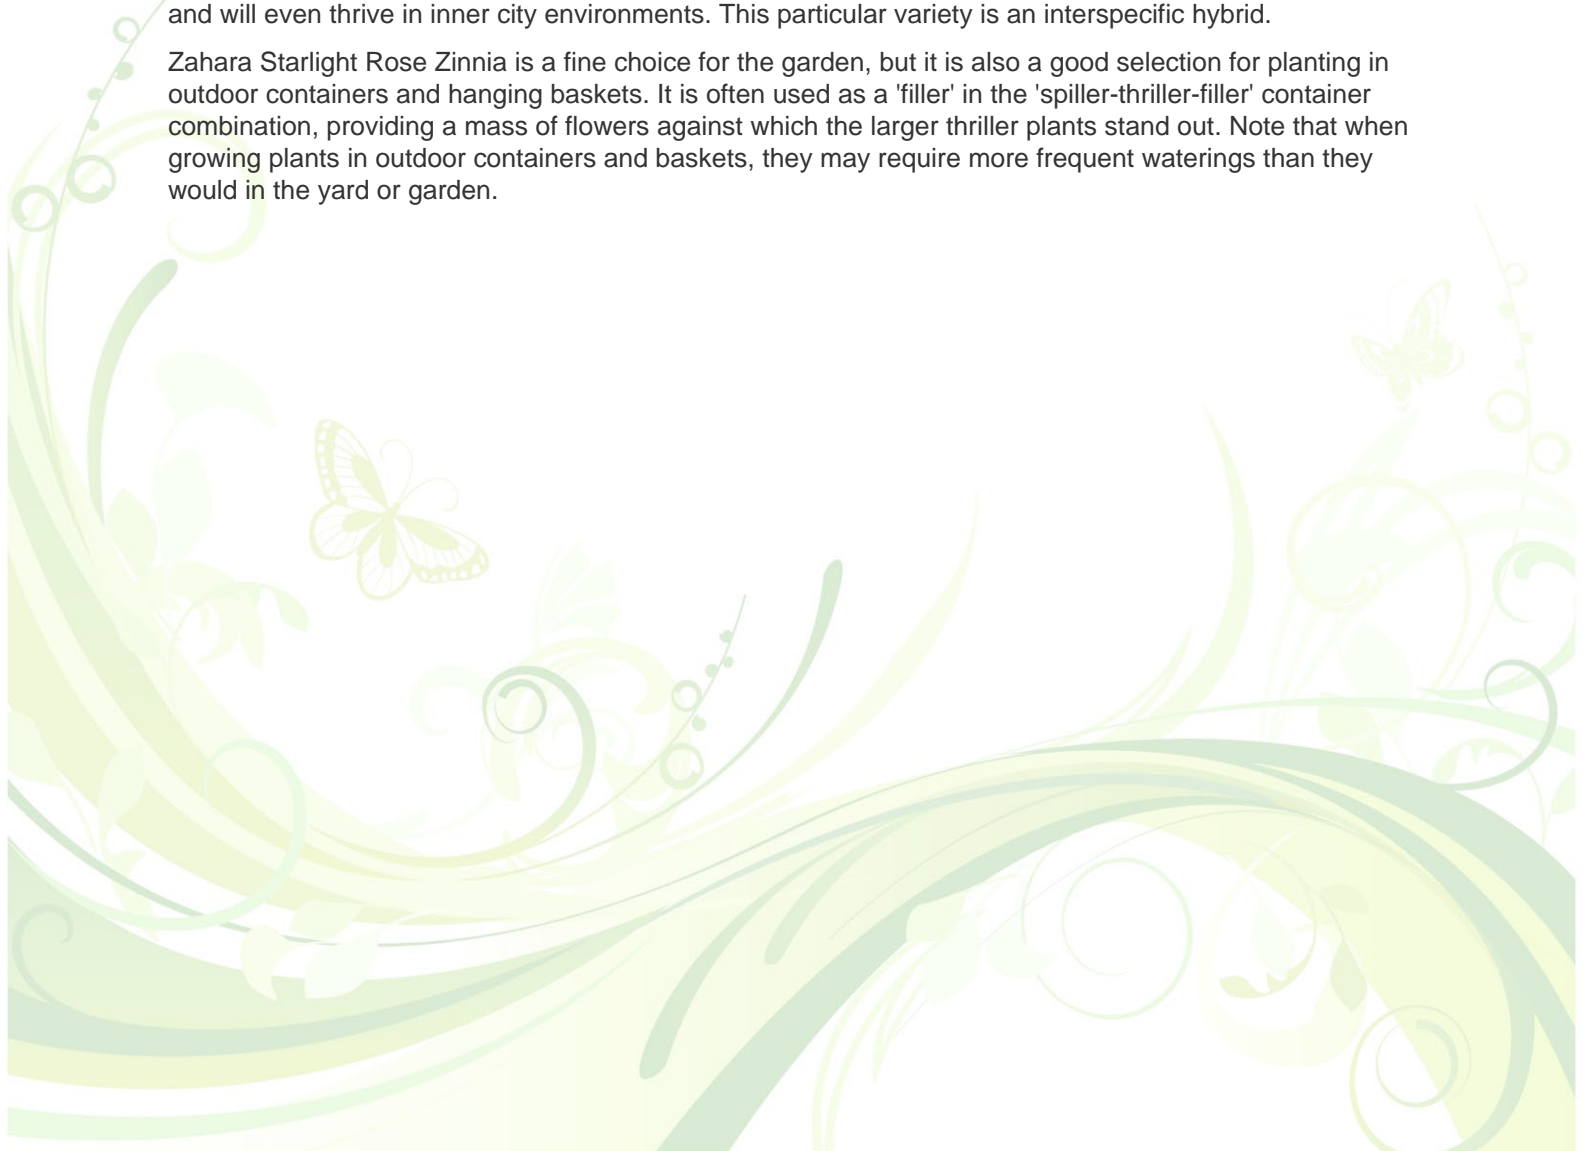 and will even thrive in inner city environments. This particular variety is an interspecific hybrid.
Zahara Starlight Rose Zinnia is a fine choice for the garden, but it is also a good selection for planting in
outdoor containers and hanging baskets. It is often used as a 'filler' in the 'spiller-thriller-filler' container
combination, providing a mass of flowers against which the larger thriller plants stand out. Note that when
growing plants in outdoor containers and baskets, they may require more frequent waterings than they
would in the yard or garden.